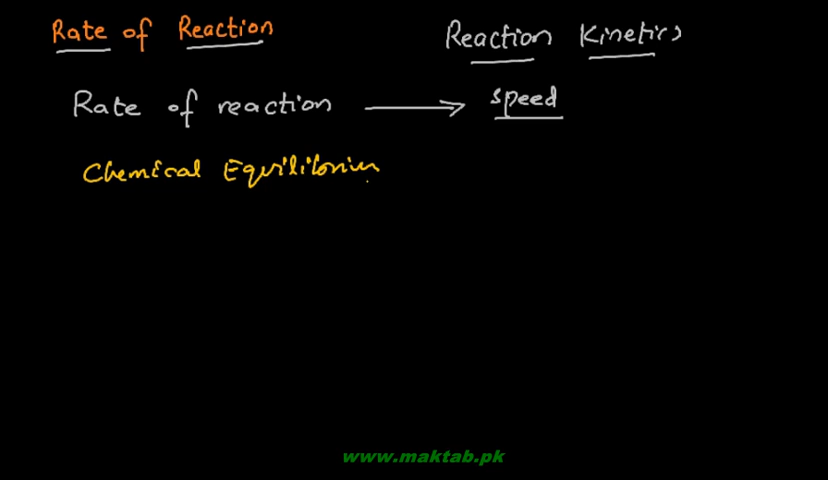 Rate of Reaction
Reaction Kinetics
Rate of reaction → speed
Chemical Equilibrium
www.maktab.pk